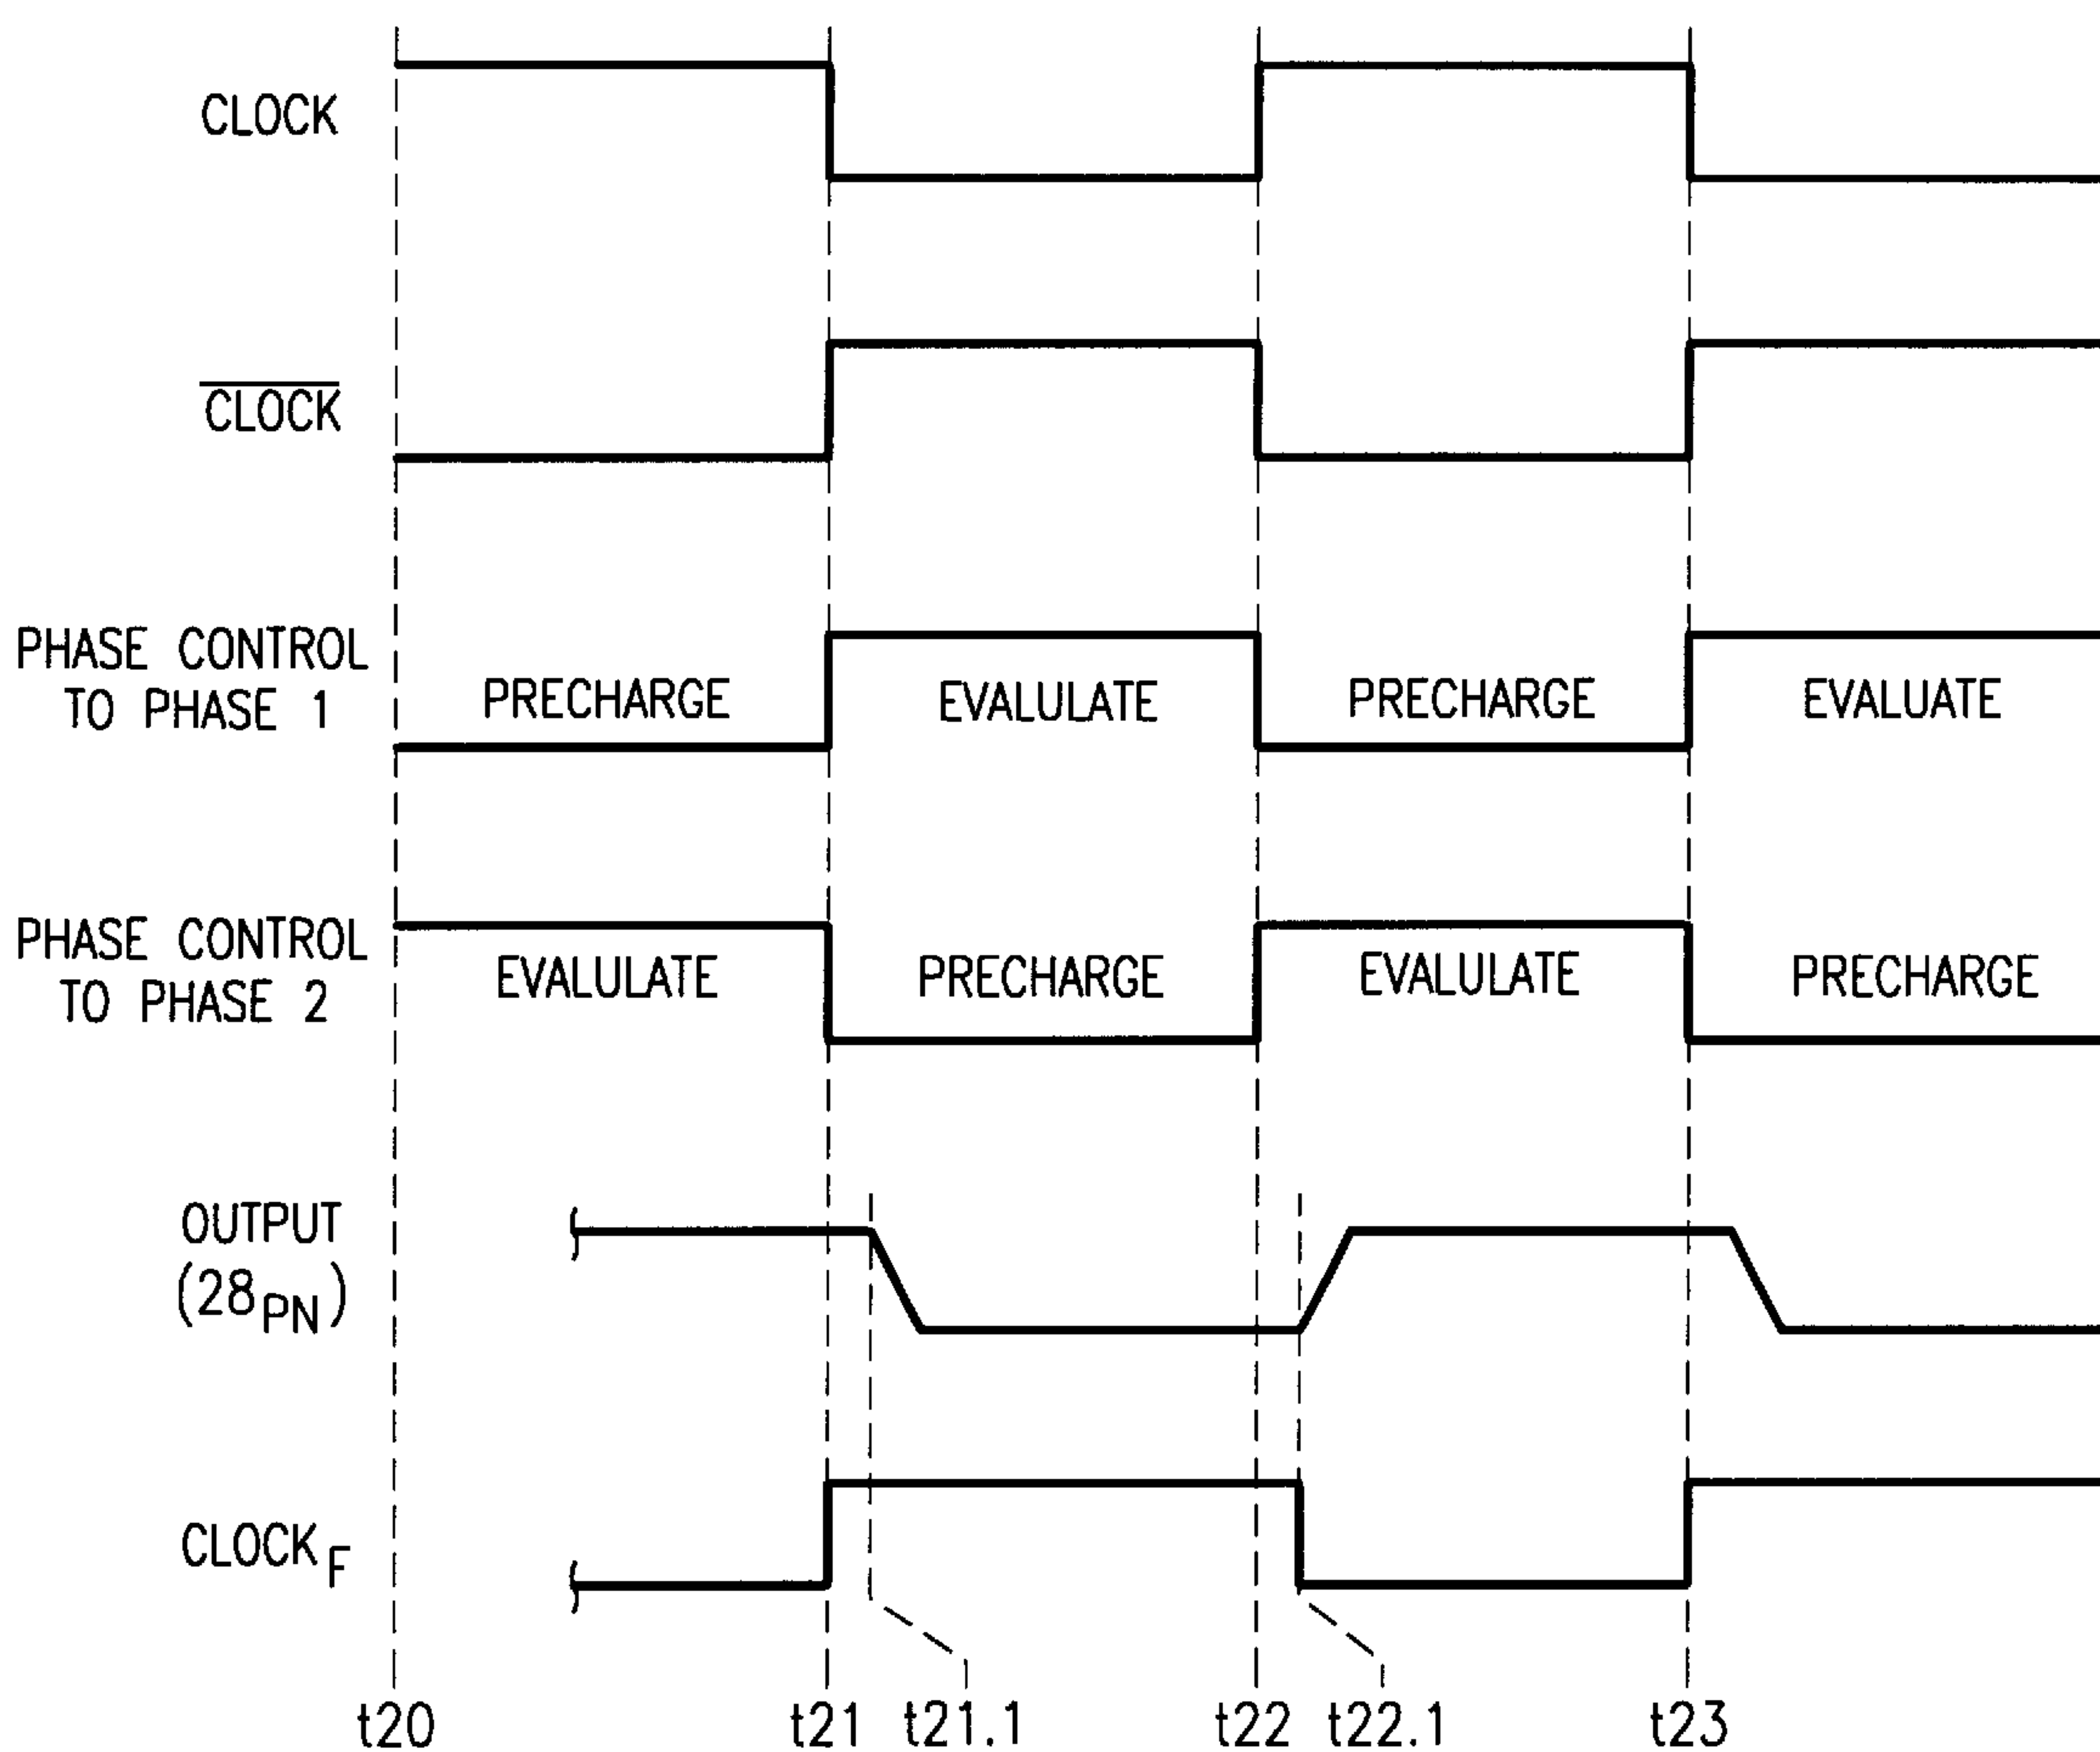 CLOCK
CLOCK
PHASE CONTROL
TO PHASE 1
PRECHARGE EVALULATE PRECHARGE EVALUATE
PHASE CONTROL
TO PHASE 2
EVALULATE PRECHARGE EVALULATE PRECHARGE
OUTPUT
(28PN)
CLOCKF
t20 t21 t21.1 t22 t22.1 t23